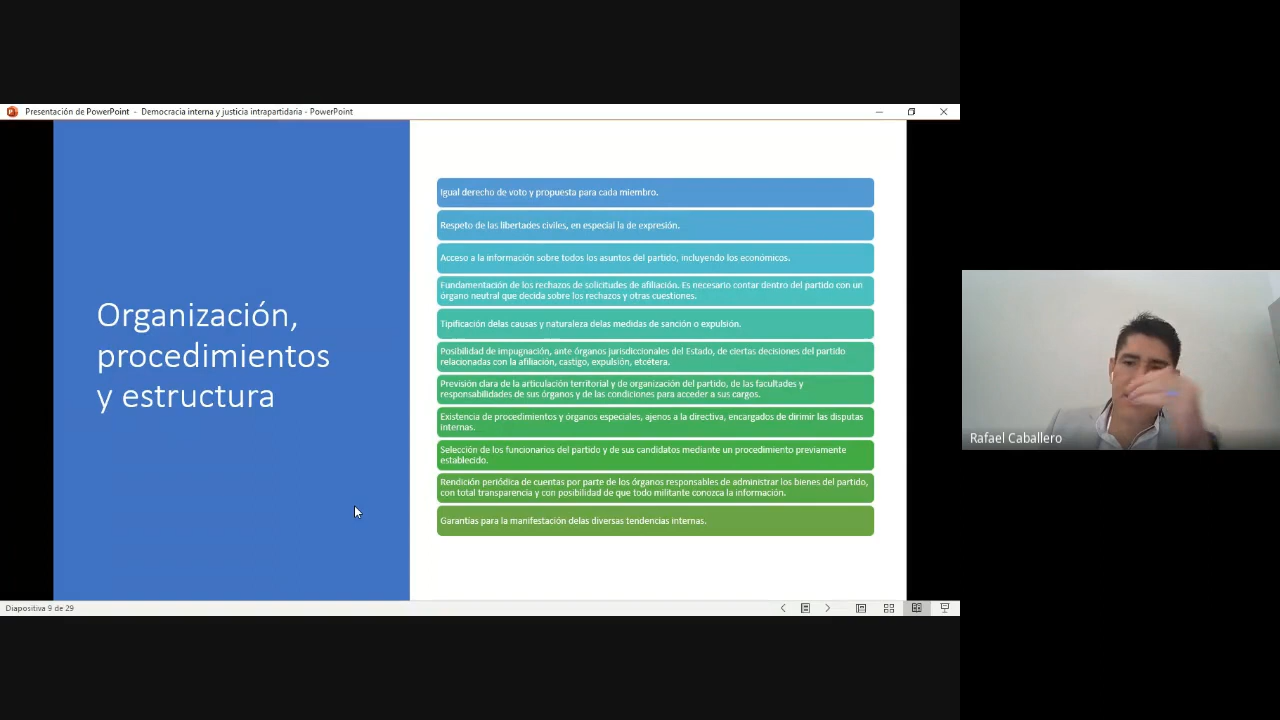 Presentación de PowerPoint - Democracia interna y justicia intrapartidaria - PowerPoint
Organización,
procedimientos
y estructura
Igual derecho de voto y propuesta para cada miembro.
Respeto de las libertades civiles, en especial la de expresión.
Acceso a la información sobre todos los asuntos del partido, incluyendo los económicos.
Fundamentación de los rechazos de solicitudes de afiliación. Es necesario contar dentro del partido con un
órgano neutral que decida sobre los rechazos y otras cuestiones.
Tipificación delas causas y naturaleza delas medidas de sanción o expulsión.
Posibilidad de impugnación, ante órganos jurisdiccionales del Estado, de ciertas decisiones del partido
relacionadas con la afiliación, castigo, expulsión, etcétera.
Previsión clara de la articulación territorial y de organización del partido, de las facultades y
responsabilidades de sus órganos y de las condiciones para acceder a sus cargos.
Existencia de procedimientos y órganos especiales, ajenos a la directiva, encargados de dirimir las disputas
internas.
Selección de los funcionarios del partido y de sus candidatos mediante un procedimiento previamente
establecido.
Rendición periódica de cuentas por parte de los órganos responsables de administrar los bienes del partido,
con total transparencia y con posibilidad de que todo militante conozca la información.
Garantías para la manifestación delas diversas tendencias internas.
Diapositiva 9 de 29
Rafael Caballero